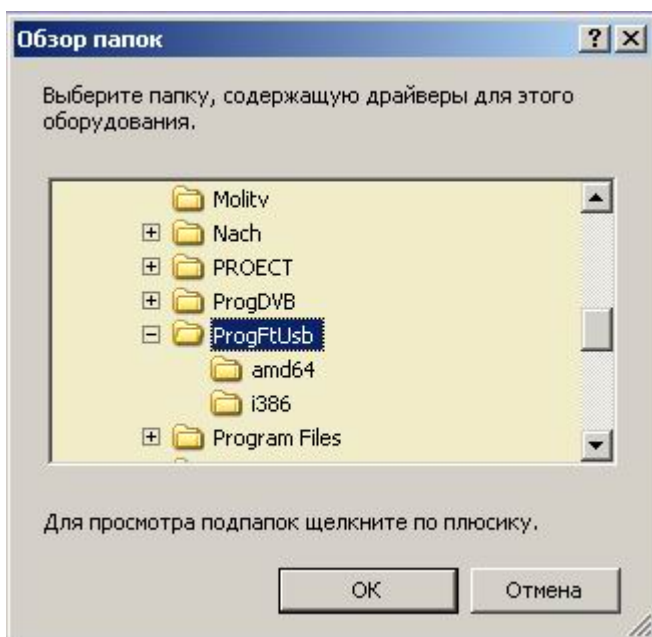 Обзор папок
Выберите папку, содержащую драйверы для этого
оборудования.
Molitv
Nach
PROECT
ProgDVB
ProgFtUsb
amd64
i386
Program Files
Для просмотра подпапок щелкните по плюсику.
ОК
Отмена